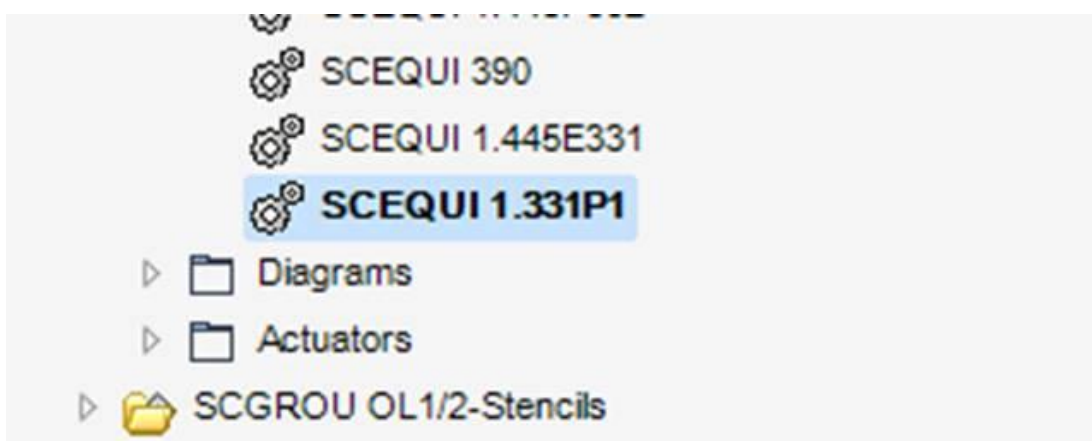 SCEQUI 390
SCEQUI 1.445E331
SCEQUI 1.331P1
Diagrams
Actuators
SCGROU OL1/2-Stencils